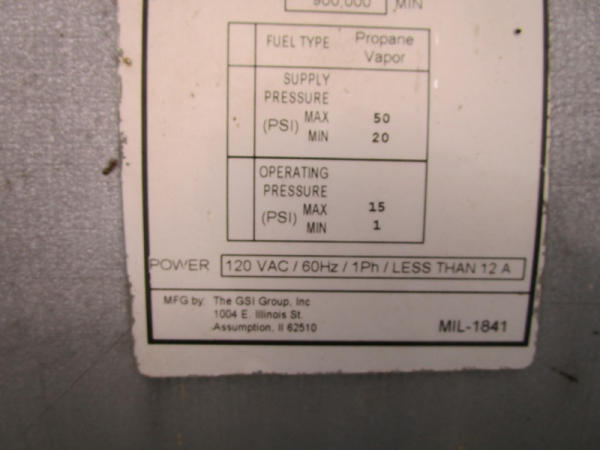 900,000 MIN
FUEL TYPE Propane
Vapor
SUPPLY
PRESSURE
(PSI) MAX 50
MIN 20
OPERATING
PRESSURE
(PSI) MAX 15
MIN 1
POWER 120 VAC / 60Hz / 1Ph / LESS THAN 12 A
MFG by: The GSI Group, Inc
1004 E. Illinois St.
Assumption, Il 62510
MIL-1841